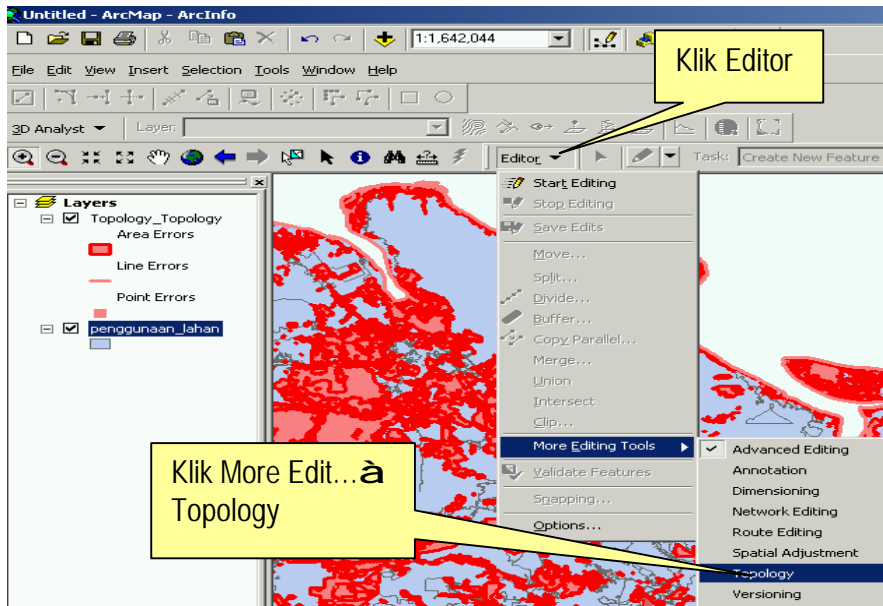 Untitled - ArcMap - ArcInfo
1:1,642,044
File Edit View Insert Selection Tools Window Help
3D Analyst Layer:
Editor Task: Create New Feature
Klik Editor
Layers
Topology_Topology
Area Errors
Line Errors
Point Errors
penggunaan_lahan
Start Editing
Stop Editing
Save Edits
Move...
Split...
Divide...
Buffer...
Copy Parallel...
Merge...
Union
Intersect
Clip...
More Editing Tools
Validate Features
Snapping...
Options...
Advanced Editing
Annotation
Dimensioning
Network Editing
Route Editing
Spatial Adjustment
Topology
Versioning
Klik More Edit...à
Topology